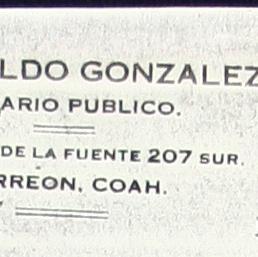 LDO GONZALEZ
ARIO PUBLICO.
DE LA FUENTE 207 SUR.
RREON, COAH.